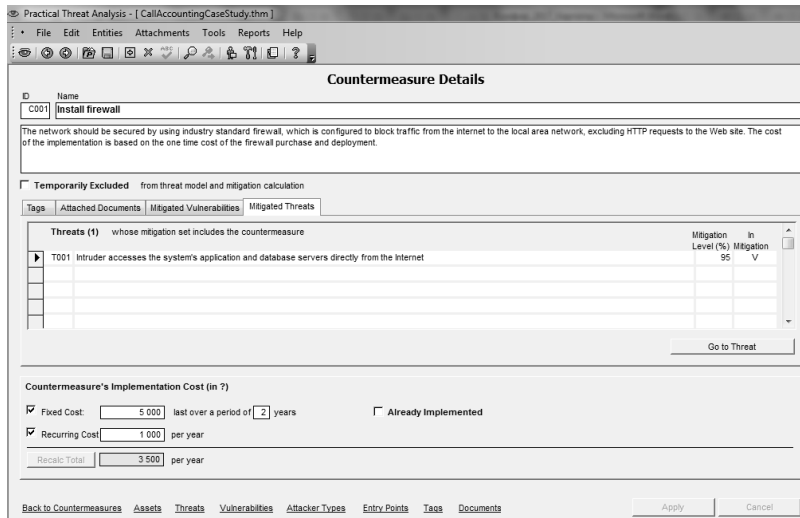 Practical Threat Analysis - [ CallAccountingCaseStudy.thm ]
File Edit Entities Attachments Tools Reports Help
Countermeasure Details
ID Name
C001 Install firewall
The network should be secured by using industry standard firewall, which is configured to block traffic from the internet to the local area network, excluding HTTP requests to the Web site. The cost
of the implementation is based on the one time cost of the firewall purchase and deployment.
Temporarily Excluded from threat model and mitigation calculation
Tags Attached Documents Mitigated Vulnerabilities Mitigated Threats
Threats (1) whose mitigation set includes the countermeasure
Mitigation In
Level (%) Mitigation
T001 Intruder accesses the system's application and database servers directly from the Internet 95 V
Go to Threat
Countermeasure's Implementation Cost (in ?)
Fixed Cost: 5 000 last over a period of 2 years Already Implemented
Recurring Cost 1 000 per year
Recalc Total 3 500 per year
Back to Countermeasures Assets Threats Vulnerabilities Attacker Types Entry Points Tags Documents Apply Cancel